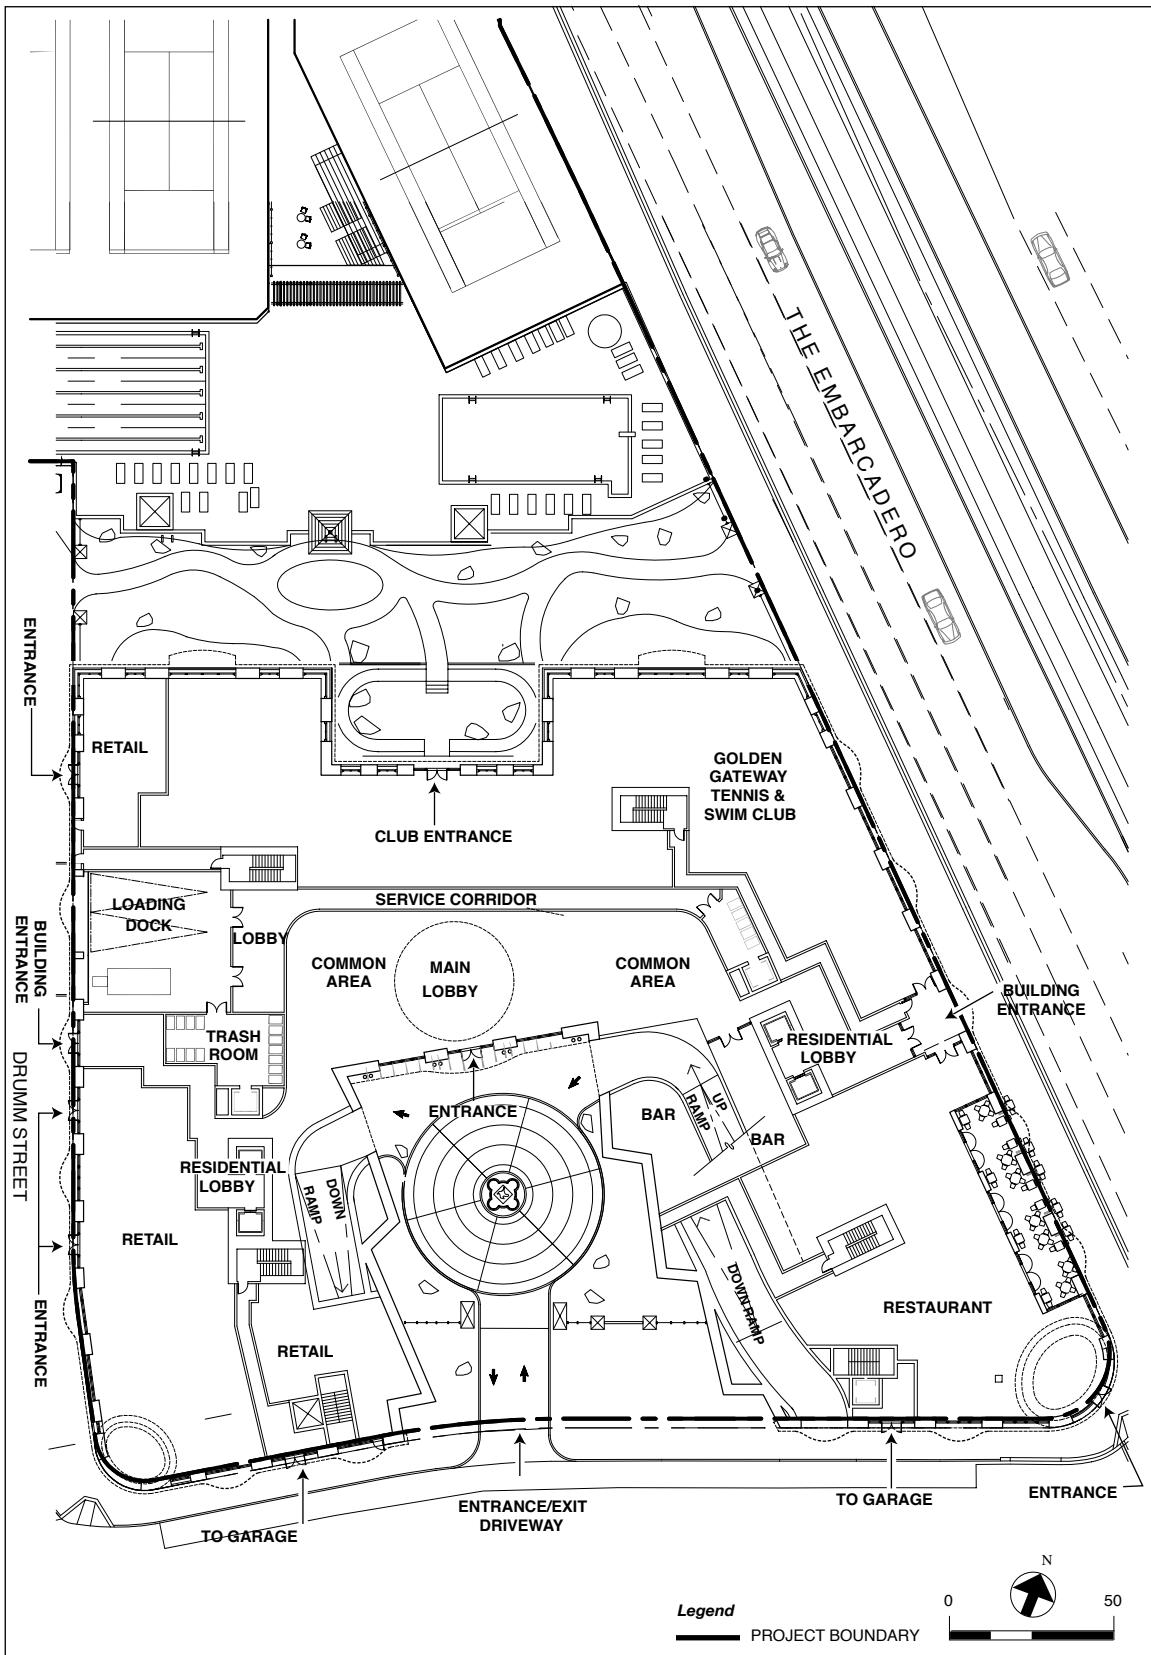 THE EMBARCADERO
ENTRANCE
RETAIL
GOLDEN
GATEWAY
TENNIS &
SWIM CLUB
CLUB ENTRANCE
SERVICE CORRIDOR
LOADING
DOCK
LOBBY
BUILDING
ENTRANCE
COMMON
AREA
MAIN
LOBBY
COMMON
AREA
BUILDING
ENTRANCE
TRASH
ROOM
RESIDENTIAL
LOBBY
DRUMM STREET
ENTRANCE
BAR
UP
RAMP
BAR
RESIDENTIAL
LOBBY
DOWN
RAMP
RETAIL
DOWN RAMP
RESTAURANT
ENTRANCE
RETAIL
TO GARAGE
ENTRANCE/EXIT
DRIVEWAY
TO GARAGE
ENTRANCE
N
0 50
Legend
PROJECT BOUNDARY